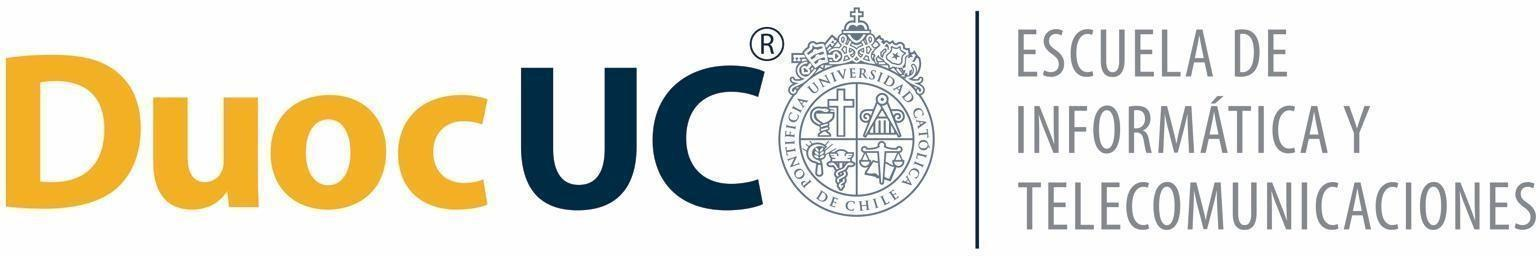 Duoc UC®
PONTIFICIA UNIVERSIDAD CATÓLICA DE CHILE
ESCUELA DE
INFORMÁTICA Y
TELECOMUNICACIONES